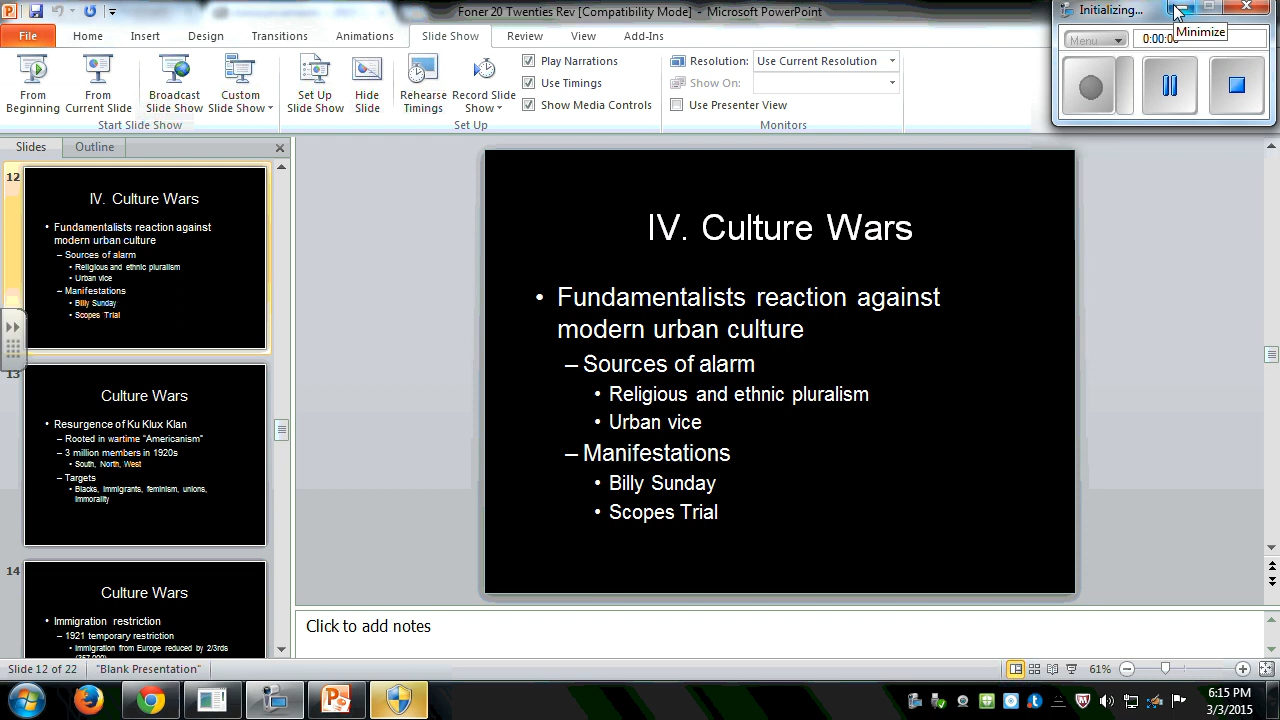 Foner 20 Twenties Rev [Compatibility Mode] - Microsoft PowerPoint
Initializing...
Minimize
File Home Insert Design Transitions Animations Slide Show Review View Add-Ins
Menu
0:00:0
From Beginning
From Current Slide
Broadcast Slide Show
Custom Slide Show
Start Slide Show
Set Up Slide Show
Hide Slide
Rehearse Timings
Record Slide Show
Play Narrations
Use Timings
Show Media Controls
Set Up
Resolution: Use Current Resolution
Show On:
Use Presenter View
Monitors
Slides Outline
12
IV. Culture Wars
• Fundamentalists reaction against
modern urban culture
– Sources of alarm
• Religious and ethnic pluralism
• Urban vice
– Manifestations
• Billy Sunday
• Scopes Trial
13
Culture Wars
• Resurgence of Ku Klux Klan
– Rooted in wartime “Americanism”
– 3 million members in 1920s
• South, North, West
– Targets
• Blacks, Immigrants, feminism, unions,
Immorality
14
Culture Wars
• Immigration restriction
– 1921 temporary restriction
• Immigration from Europe reduced by 2/3rds
IV. Culture Wars
• Fundamentalists reaction against
modern urban culture
– Sources of alarm
• Religious and ethnic pluralism
• Urban vice
– Manifestations
• Billy Sunday
• Scopes Trial
Click to add notes
Slide 12 of 22 "Blank Presentation" 61%
6:15 PM
3/3/2015